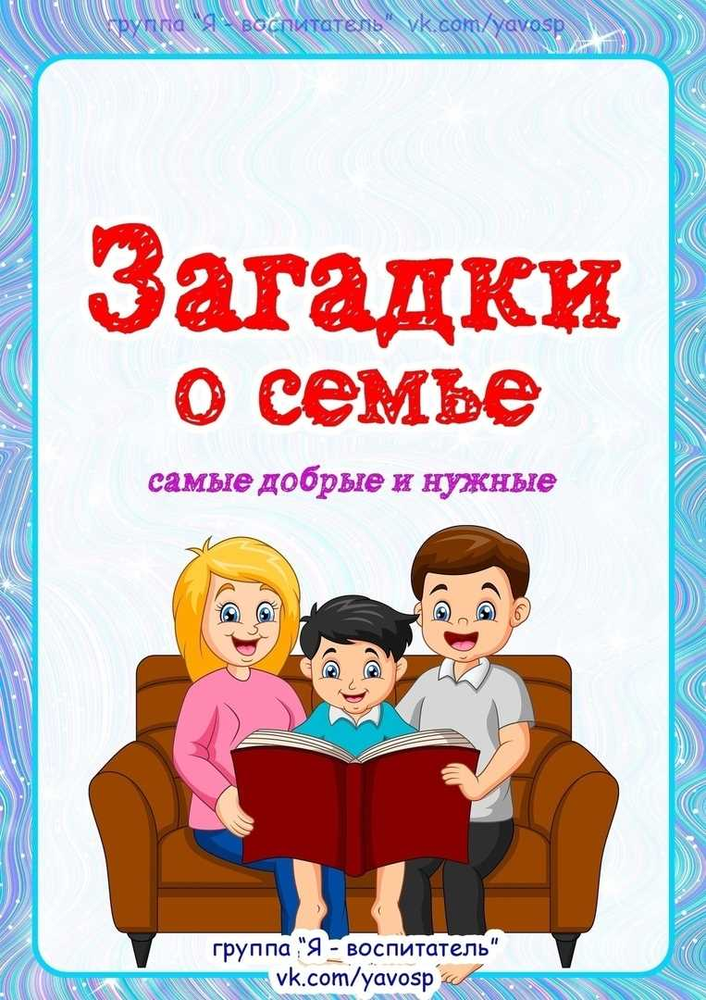 группа "Я - воспитатель" vk.com/yavosp
Загадки
о семье
самые добрые и нужные
группа "Я - воспитатель"
vk.com/yavosp